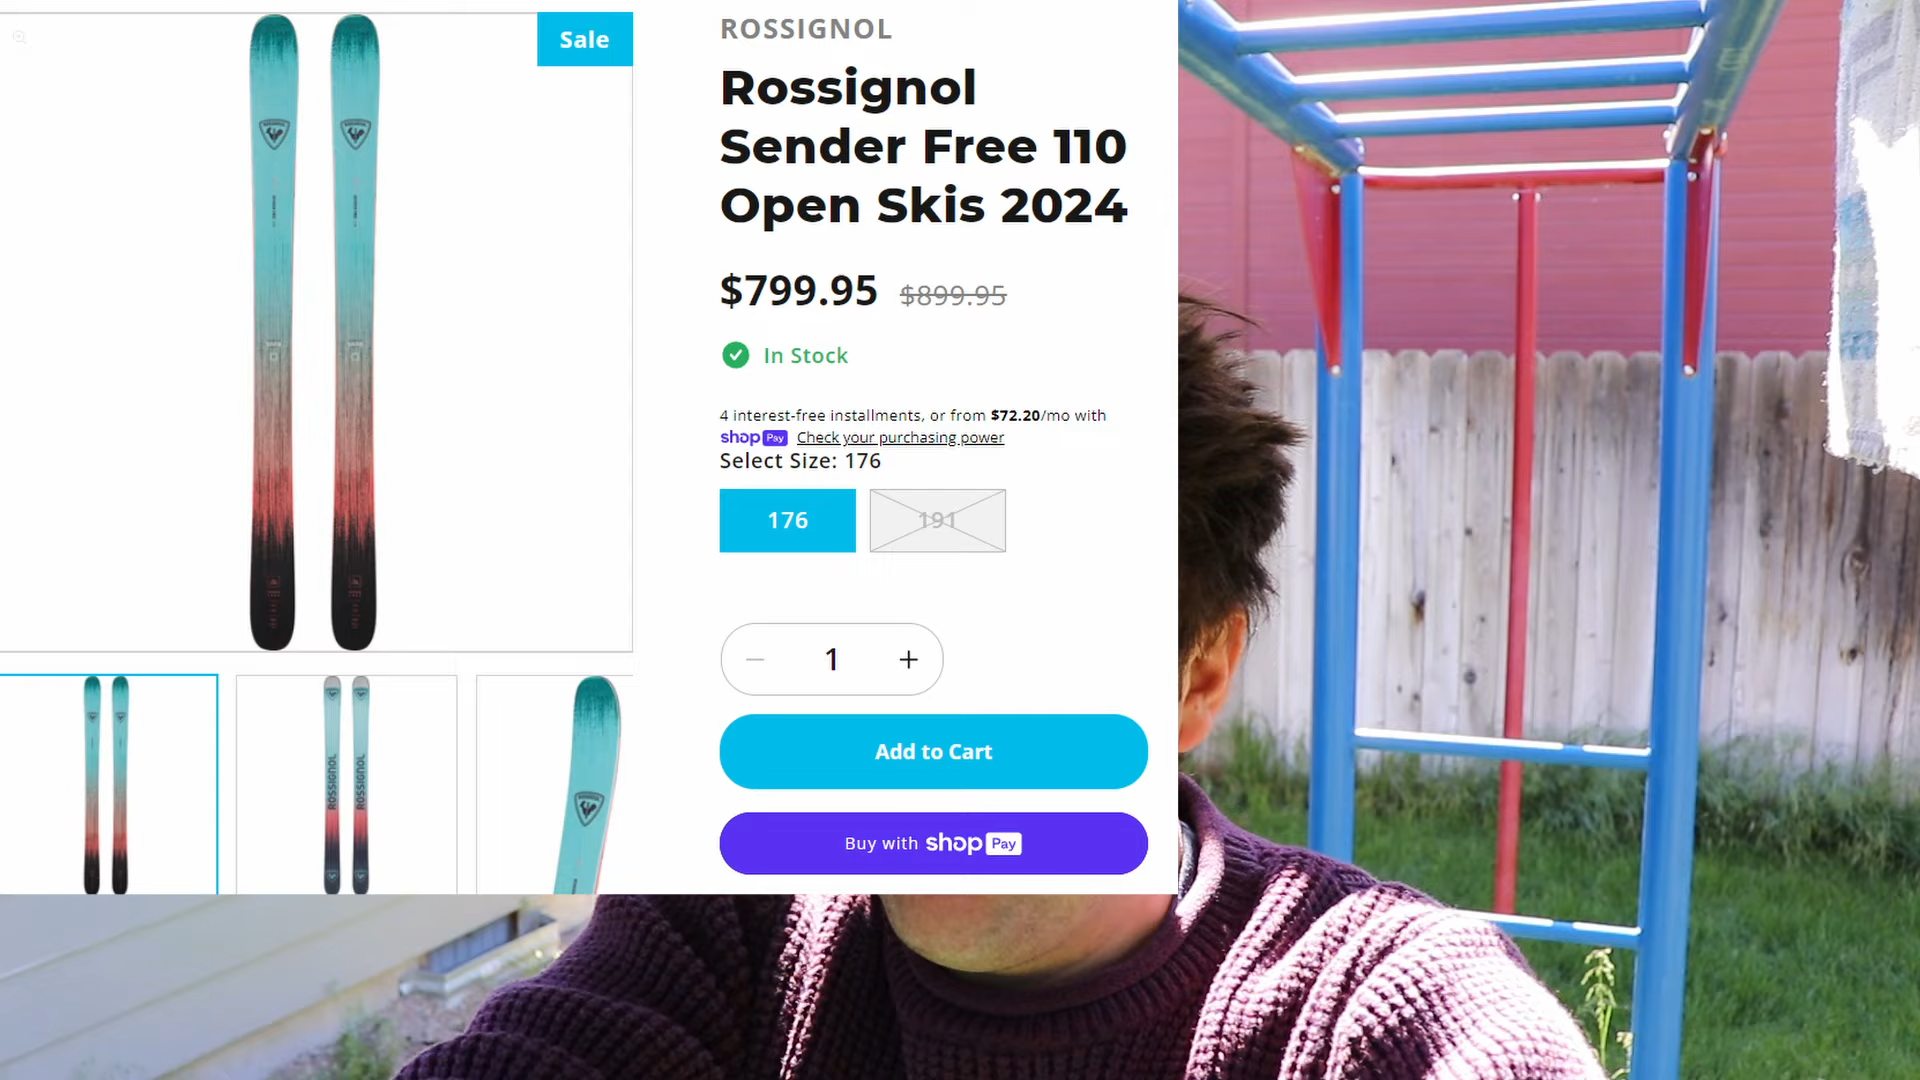 Sale
ROSSIGNOL
Rossignol
Sender Free 110
Open Skis 2024
$799.95 $899.95
In Stock
4 interest-free installments, or from $72.20/mo with
shop Pay Check your purchasing power
Select Size: 176
176 191
1
Add to Cart
Buy with shop Pay
ROSSIGNOL ROSSIGNOL